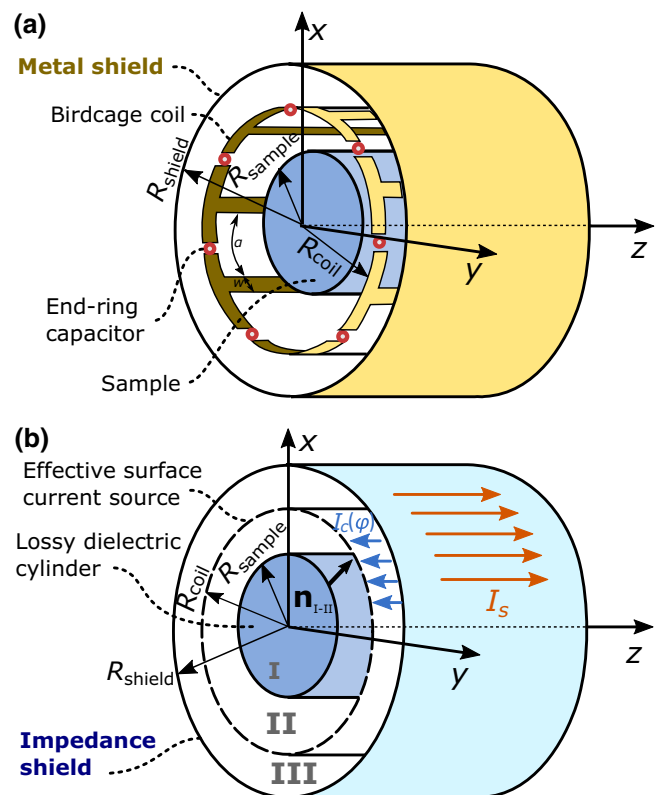 (a)
x
Metal shield
Birdcage coil
R_sample
R_shield
a
R_coil
w
z
y
End-ring
capacitor
Sample
(b)
x
Effective surface
current source
I_c(φ)
Lossy dielectric
cylinder
R_sample
R_coil
n_I-II
I_s
z
R_shield
I
y
II
Impedance
shield
III